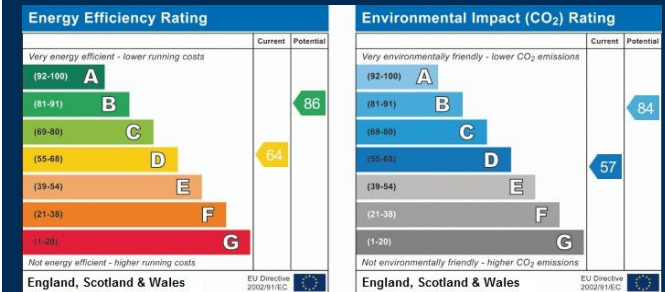 Energy Efficiency Rating
Current Potential
Very energy efficient - lower running costs
(92-100) A
(81-91) B
86
(69-80) C
(55-68) D
64
(39-54) E
(21-38) F
(1-20) G
Not energy efficient - higher running costs
England, Scotland & Wales
EU Directive
2002/91/EC
Environmental Impact (CO₂) Rating
Current Potential
Very environmentally friendly - lower CO₂ emissions
(92-100) A
(81-91) B
84
(69-80) C
(55-68) D
57
(39-54) E
(21-38) F
(1-20) G
Not environmentally friendly - higher CO₂ emissions
England, Scotland & Wales
EU Directive
2002/91/EC